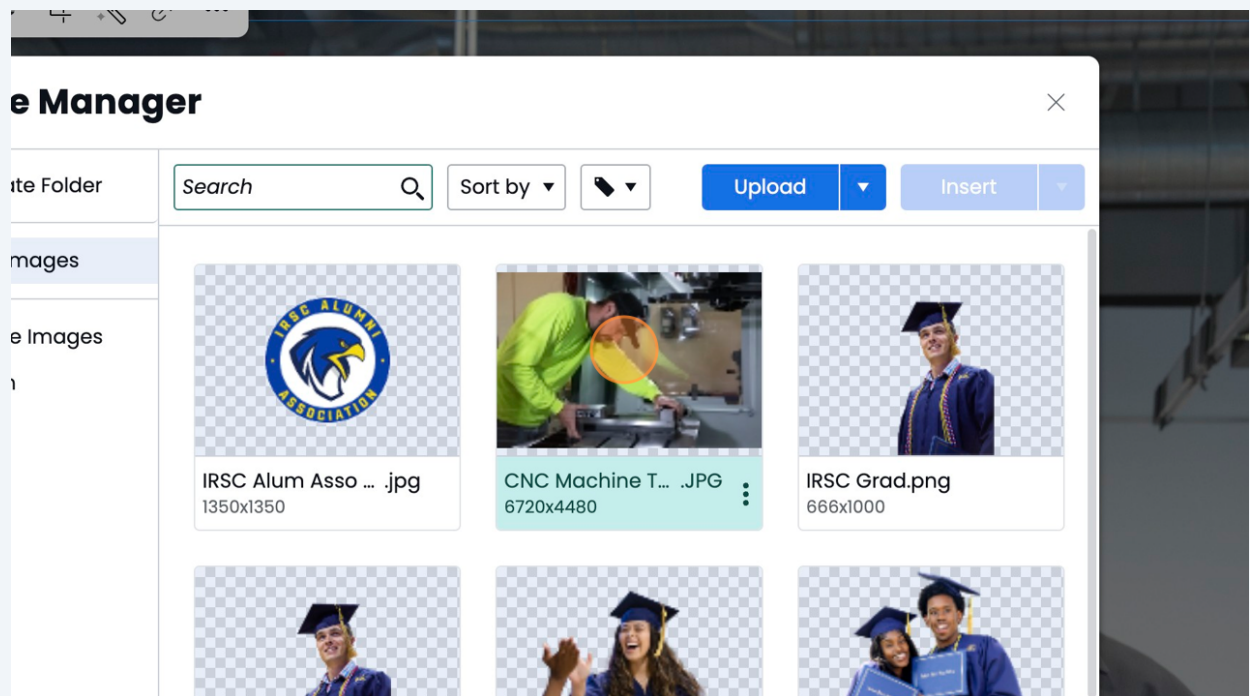 e Manager
ate Folder
Search
Sort by
Upload
Insert
mages
e Images
IRSC ALUMNI
ASSOCIATION
IRSC Alum Asso ... .jpg
1350x1350
CNC Machine T... .JPG
6720x4480
IRSC Grad.png
666x1000